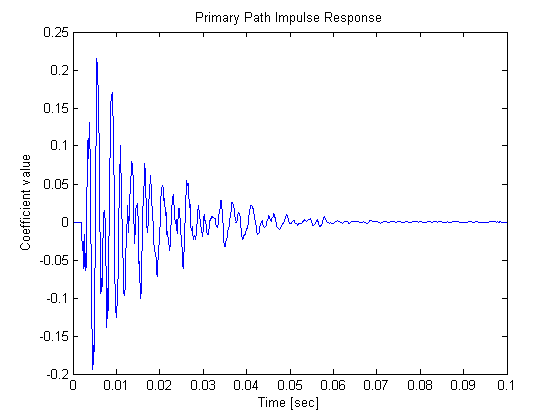 Primary Path Impulse Response
0.25
0.2
0.15
0.1
0.05
0
-0.05
-0.1
-0.15
-0.2
Coefficient value
0 0.01 0.02 0.03 0.04 0.05 0.06 0.07 0.08 0.09 0.1
Time [sec]